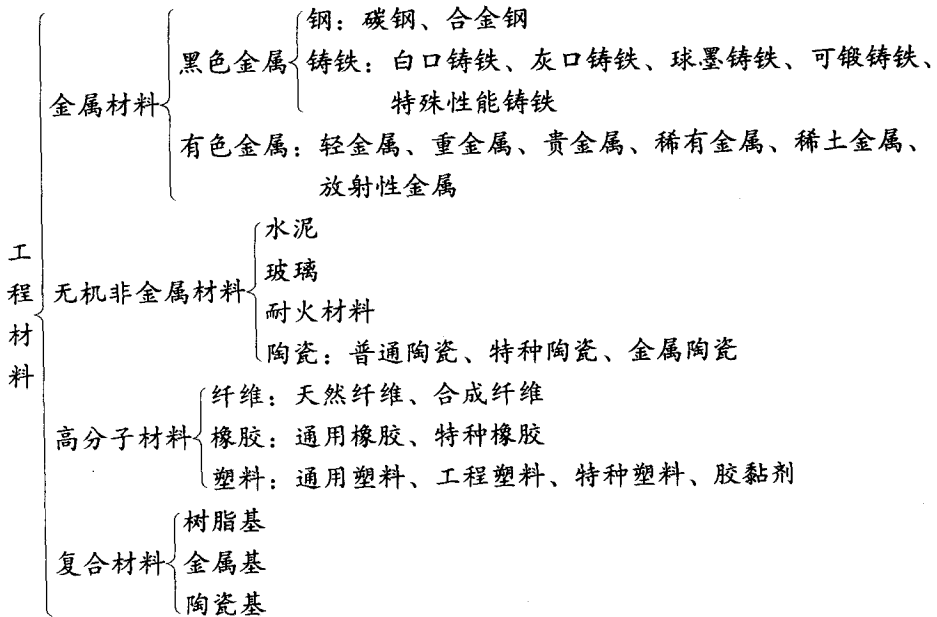 钢：碳钢、合金钢
黑色金属
铸铁：白口铸铁、灰口铸铁、球墨铸铁、可锻铸铁、
特殊性能铸铁
金属材料
有色金属：轻金属、重金属、贵金属、稀有金属、稀土金属、
放射性金属
工程材料
水泥
玻璃
无机非金属材料
耐火材料
陶瓷：普通陶瓷、特种陶瓷、金属陶瓷
纤维：天然纤维、合成纤维
高分子材料
橡胶：通用橡胶、特种橡胶
塑料：通用塑料、工程塑料、特种塑料、胶黏剂
树脂基
复合材料
金属基
陶瓷基